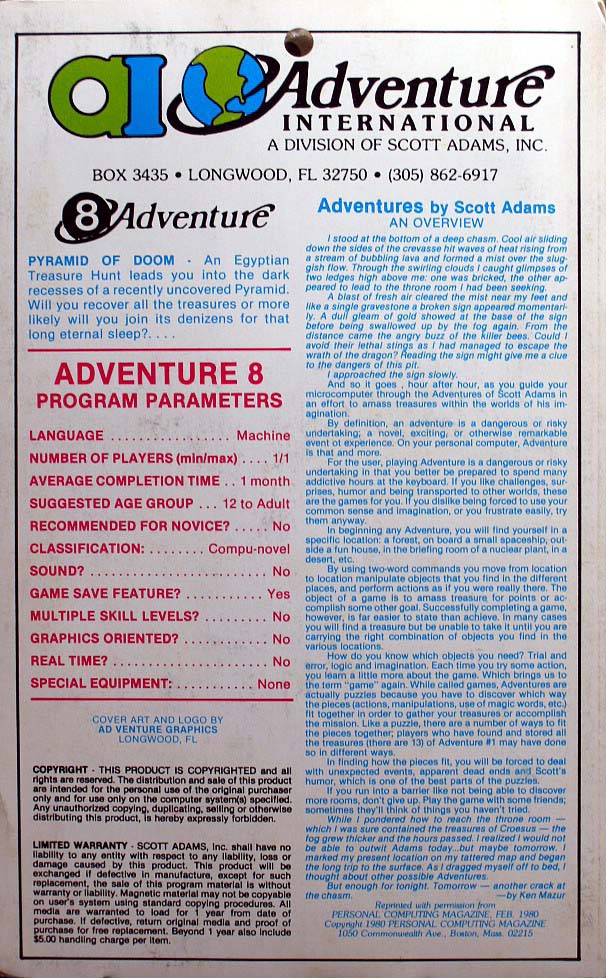 ai Adventure
INTERNATIONAL
A DIVISION OF SCOTT ADAMS, INC.
BOX 3435 • LONGWOOD, FL 32750 • (305) 862-6917
8 Adventure
PYRAMID OF DOOM - An Egyptian
Treasure Hunt leads you into the dark
recesses of a recently uncovered Pyramid.
Will you recover all the treasures or more
likely will you join its denizens for that
long eternal sleep?. . . .
ADVENTURE 8
PROGRAM PARAMETERS
LANGUAGE . . . . . . . . . . . . . . . . . Machine
NUMBER OF PLAYERS (min/max) . . . . 1/1
AVERAGE COMPLETION TIME . . 1 month
SUGGESTED AGE GROUP . . . 12 to Adult
RECOMMENDED FOR NOVICE? . . . . . No
CLASSIFICATION: . . . . . . . . Compu-novel
SOUND? . . . . . . . . . . . . . . . . . . . . . . . . No
GAME SAVE FEATURE? . . . . . . . . . . . Yes
MULTIPLE SKILL LEVELS? . . . . . . . . . No
GRAPHICS ORIENTED? . . . . . . . . . . . . No
REAL TIME? . . . . . . . . . . . . . . . . . . . . . No
SPECIAL EQUIPMENT: . . . . . . . . . . . None
COVER ART AND LOGO BY
AD VENTURE GRAPHICS
LONGWOOD, FL
COPYRIGHT - THIS PRODUCT IS COPYRIGHTED and all
rights are reserved. The distribution and sale of this product
are intended for the personal use of the original purchaser
only and for use only on the computer system(s) specified.
Any unauthorized copying, duplicating, selling or otherwise
distributing this product, is hereby expressly forbidden.
LIMITED WARRANTY - SCOTT ADAMS, Inc. shall have no
liability to any entity with respect to any liability, loss or
damage caused by this product. This product will be
exchanged if defective in manufacture, except for such
replacement, the sale of this program material is without
warranty or liability. Magnetic material may not be copyable
on user's system using standard copying procedures. All
media are warranted to load for 1 year from date of
purchase. If defective, return original media and proof of
purchase for free replacement. Beyond 1 year also include
$5.00 handling charge per item.
Adventures by Scott Adams
AN OVERVIEW
I stood at the bottom of a deep chasm. Cool air sliding
down the sides of the crevasse hit waves of heat rising from
a stream of bubbling lava and formed a mist over the slug-
gish flow. Through the swirling clouds I caught glimpses of
two ledges high above me: one was bricked, the other ap-
peared to lead to the throne room I had been seeking.
A blast of fresh air cleared the mist near my feet and
like a single gravestone a broken sign appeared momentari-
ly. A dull gleam of gold showed at the base of the sign
before being swallowed up by the fog again. From the
distance came the angry buzz of the killer bees. Could I
avoid their lethal stings as I had managed to escape the
wrath of the dragon? Reading the sign might give me a clue
to the dangers of this pit.
I approached the sign slowly.
And so it goes , hour after hour, as you guide your
microcomputer through the Adventures of Scott Adams in
an effort to amass treasures within the worlds of his im-
agination.
By definition, an adventure is a dangerous or risky
undertaking; a novel, exciting, or otherwise remarkable
event ot experience. On your personal computer, Adventure
is that and more.
For the user, playing Adventure is a dangerous or risky
undertaking in that you better be prepared to spend many
addictive hours at the keyboard. If you like challenges, sur-
prises, humor and being transported to other worlds, these
are the games for you. If you dislike being forced to use your
common sense and imagination, or you frustrate easily, try
them anyway.
In beginning any Adventure, you will find yourself in a
specific location: a forest, on board a small spaceship, out-
side a fun house, in the briefing room of a nuclear plant, in a
desert, etc.
By using two-word commands you move from location
to location manipulate objects that you find in the different
places, and perform actions as if you were really there. The
object of a game is to amass treasure for points or ac-
complish some other goal. Successfully completing a game,
however, is far easier to state than achieve. In many cases
you will find a treasure but be unable to take it until you are
carrying the right combination of objects you find in the
various locations.
How do you know which objects you need? Trial and
error, logic and imagination. Each time you try some action,
you learn a little more about the game. Which brings us to
the term "game" again. While called games, Adventures are
actually puzzles because you have to discover which way
the pieces (actions, manipulations, use of magic words, etc.)
fit together in order to gather your treasures or accomplish
the mission. Like a puzzle, there are a number of ways to fit
the pieces together; players who have found and stored all
the treasures (there are 13) of Adventure #1 may have done
so in different ways.
In finding how the pieces fit, you will be forced to deal
with unexpected events, apparent dead ends and Scott's
humor, which is one of the best parts of the puzzles.
If you run into a barrier like not being able to discover
more rooms, don't give up. Play the game with some friends;
sometimes they'll think of things you haven't tried.
While I pondered how to reach the throne room —
which I was sure contained the treasures of Croesus — the
fog grew thicker and the hours passed. I realized I would not
be able to outwit Adams today...but maybe tomorrow. I
marked my present location on my tattered map and began
the long trip to the surface. As I dragged myself off to bed, I
thought about other possible Adventures.
But enough for tonight. Tomorrow — another crack at
the chasm. —by Ken Mazur
Reprinted with permission from
PERSONAL COMPUTING MAGAZINE, FEB. 1980
Copyright 1980 PERSONAL COMPUTING MAGAZINE
1050 Commonwealth Ave., Boston, Mass. 02215